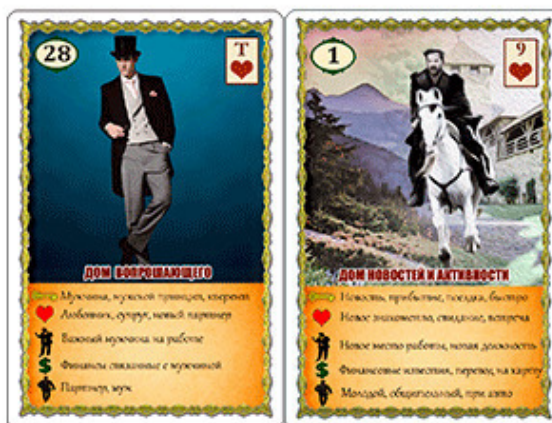 28
Т
ДОМ ВОПРОШАЮЩЕГО
Мужчина, мужской принцип, кверент
Любовник, супруг, новый партнер
Важный мужчина на работе
Финансы связанные с мужчиной
Партнер, муж
1
9
ДОМ НОВОСТЕЙ И АКТИВНОСТИ
Новость, прибытие, поездка, быстро
Новое знакомство, свидание, встреча
Новое место работы, новая должность
Финансовые известия, перевод на карту
Молодой, общительный, при авто